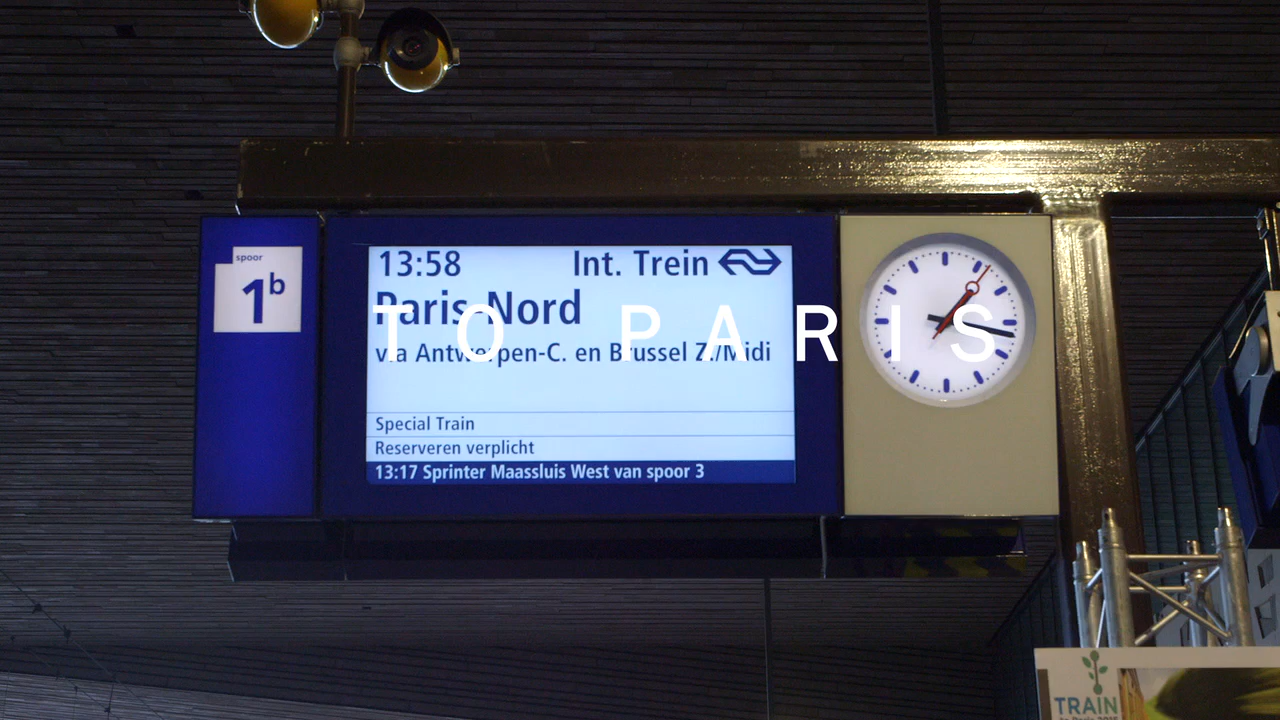 spoor
1b
13:58 Int. Trein
Paris-Nord
via Antwerpen-C. en Brussel Z./Midi
TO PARIS
Special Train
Reserveren verplicht
13:17 Sprinter Maassluis West van spoor 3
TRAIN